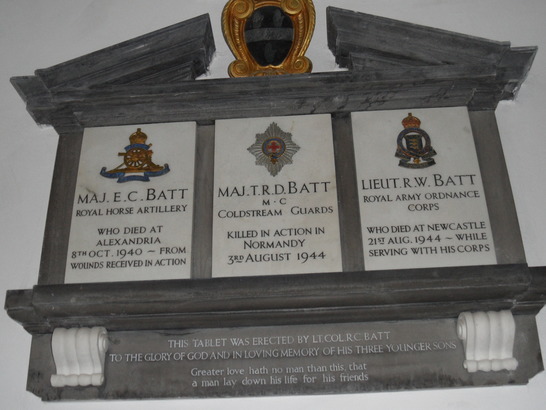 MAJ. E.C. BATT
ROYAL HORSE ARTILLERY
WHO DIED AT
ALEXANDRIA
8TH OCT. 1940 ~ FROM
WOUNDS RECEIVED IN ACTION
MAJ. T.R.D. BATT
M·C
COLDSTREAM GUARDS
KILLED IN ACTION IN
NORMANDY
3RD AUGUST 1944
LIEUT. R.W. BATT
ROYAL ARMY ORDNANCE
CORPS
WHO DIED AT NEWCASTLE
21ST AUG. 1944 ~ WHILE
SERVING WITH HIS CORPS
THIS TABLET WAS ERECTED BY LT. COL. R.C. BATT
TO THE GLORY OF GOD AND IN LOVING MEMORY OF HIS THREE YOUNGER SONS
Greater love hath no man than this, that
a man lay down his life for his friends